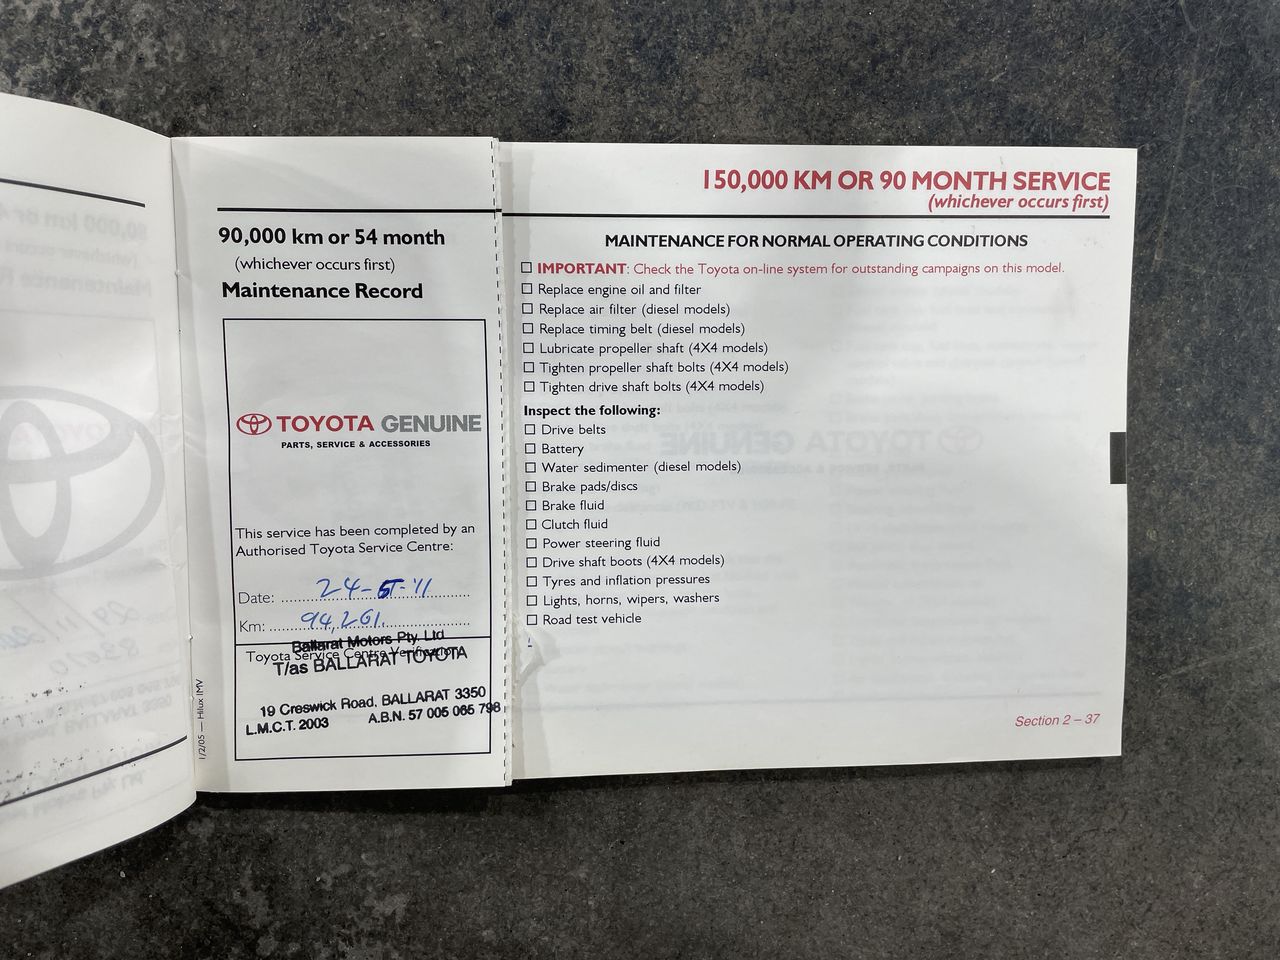 90,000 km or 54 month
(whichever occurs first)
Maintenance Record
TOYOTA GENUINE
PARTS, SERVICE & ACCESSORIES
This service has been completed by an
Authorised Toyota Service Centre:
Date: 24-5-'11
Km: 94,261.
Ballarat Motors Pty. Ltd
Toyota Service Centre Verification
T/as BALLARAT TOYOTA
19 Creswick Road, BALLARAT 3350
L.M.C.T. 2003 A.B.N. 57 005 065 798
1/2/05 — Hilux IMV
150,000 KM OR 90 MONTH SERVICE
(whichever occurs first)
MAINTENANCE FOR NORMAL OPERATING CONDITIONS
IMPORTANT: Check the Toyota on-line system for outstanding campaigns on this model.
Replace engine oil and filter
Replace air filter (diesel models)
Replace timing belt (diesel models)
Lubricate propeller shaft (4X4 models)
Tighten propeller shaft bolts (4X4 models)
Tighten drive shaft bolts (4X4 models)
Inspect the following:
Drive belts
Battery
Water sedimenter (diesel models)
Brake pads/discs
Brake fluid
Clutch fluid
Power steering fluid
Drive shaft boots (4X4 models)
Tyres and inflation pressures
Lights, horns, wipers, washers
Road test vehicle
Section 2 – 37